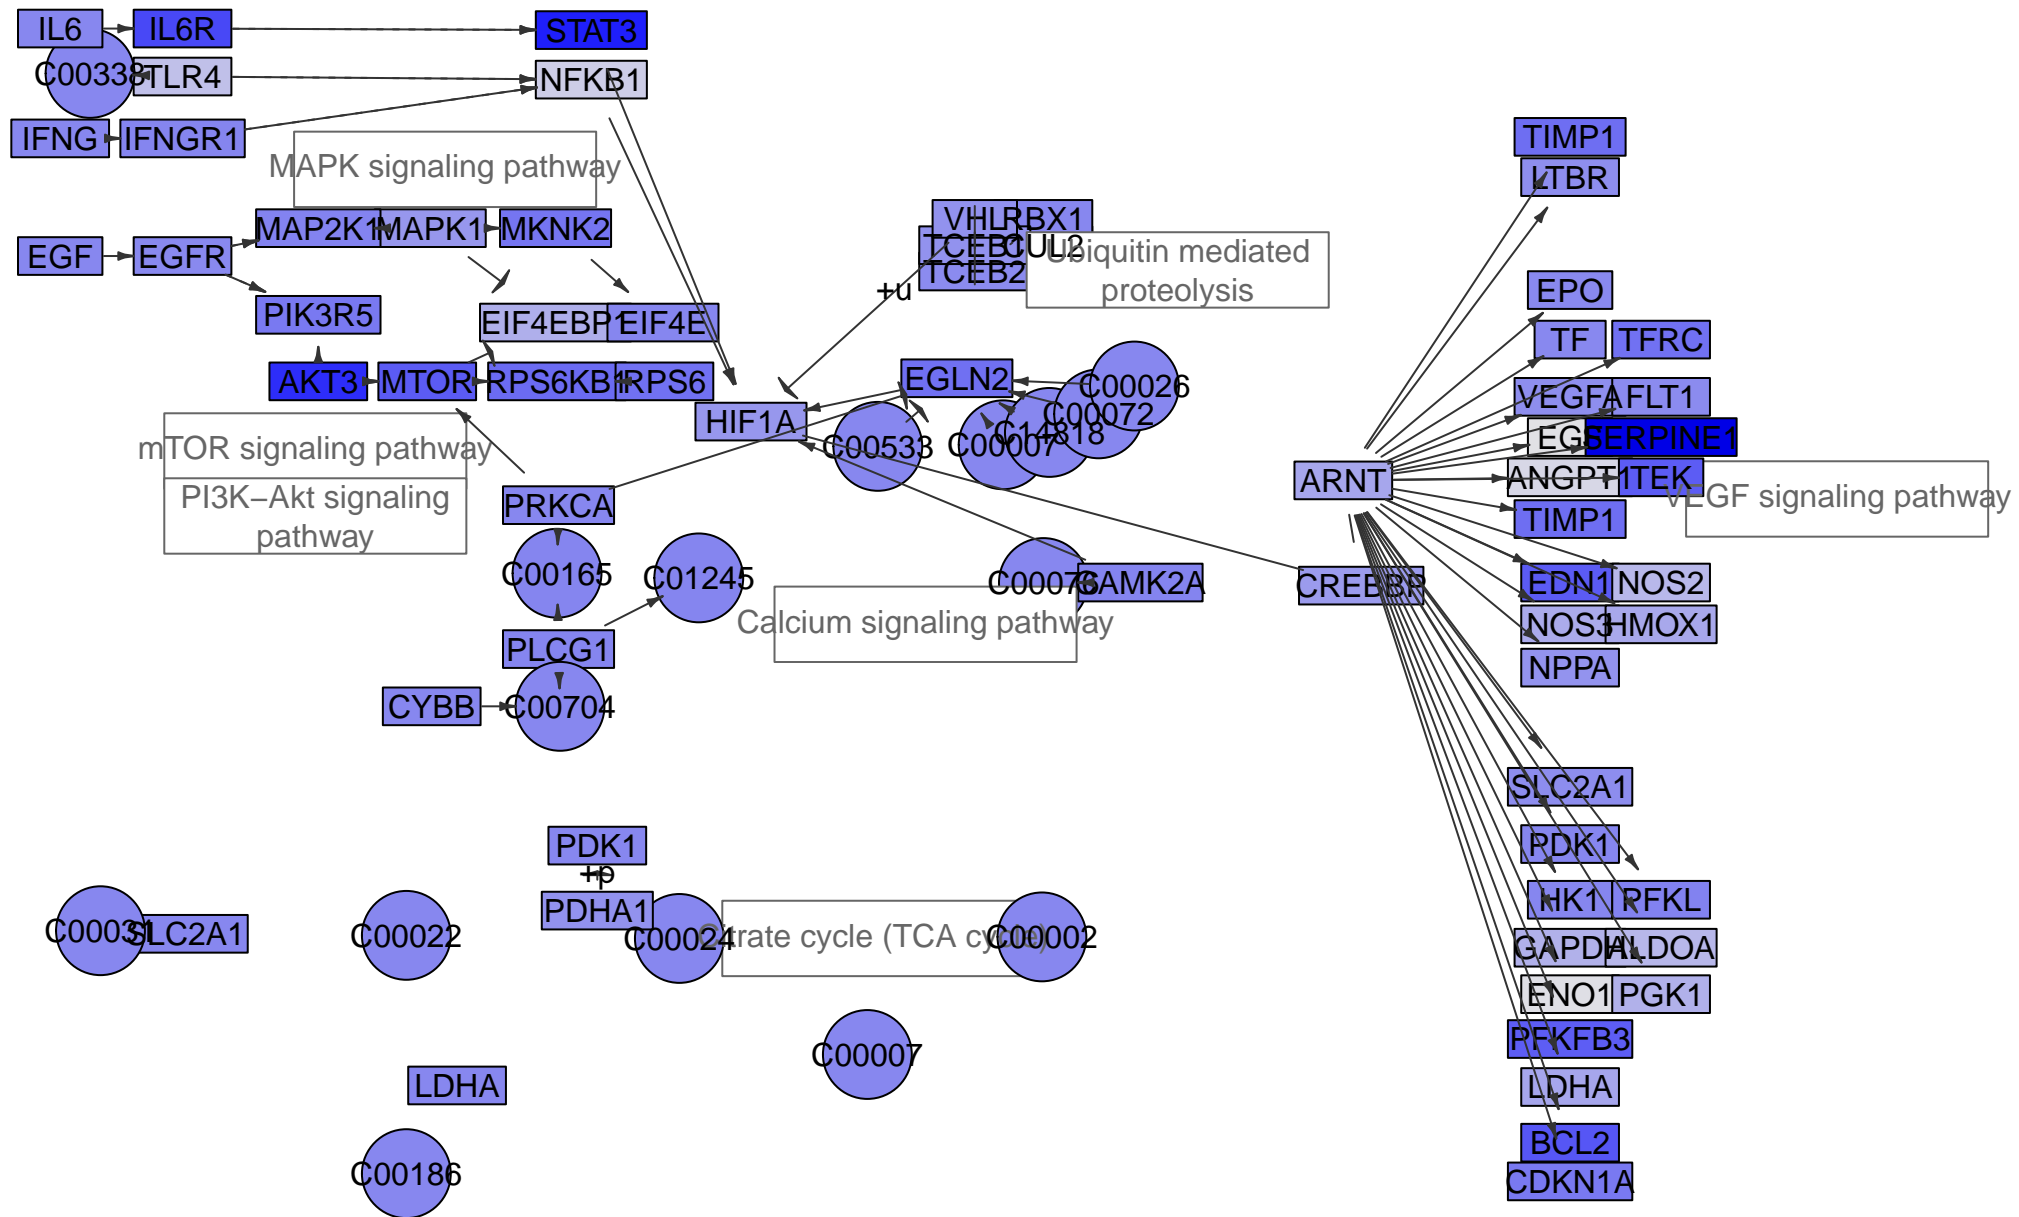 IL6
IL6R
STAT3
C00338
TLR4
NFKB1
IFNG
IFNGR1
MAPK signaling pathway
TIMP1
LTBR
MAP2K1
MAPK1
MKNK2
VHL
RBX1
TCEB1
CUL2
TCEB2
Ubiquitin mediated
proteolysis
+u
EGF
EGFR
PIK3R5
EIF4EBP1
EIF4E
EPO
TF
TFRC
AKT3
MTOR
RPS6KB1
RPS6
EGLN2
C00026
C00072
C14818
C00007
C00533
HIF1A
VEGFA
FLT1
EGF
SERPINE1
mTOR signaling pathway
PI3K−Akt signaling
pathway
PRKCA
ARNT
ANGPT1
TEK
VEGF signaling pathway
TIMP1
C00165
C01245
C00076
CAMK2A
CREBBP
EDN1
NOS2
Calcium signaling pathway
NOS3
HMOX1
PLCG1
NPPA
CYBB
C00704
SLC2A1
PDK1
+p
PDHA1
PDK1
HK1
PFKL
C00031
SLC2A1
C00022
C00024
Citrate cycle (TCA cycle)
C00002
GAPDH
ALDOA
ENO1
PGK1
C00007
PFKFB3
LDHA
LDHA
BCL2
C00186
CDKN1A